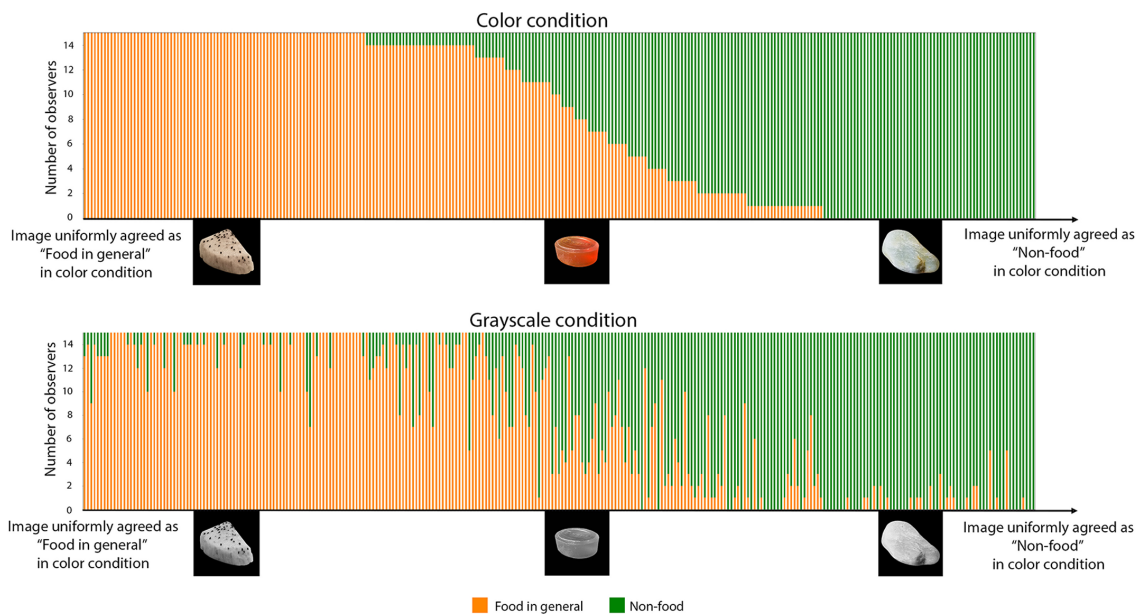 Color condition
Number of observers
14
12
10
8
6
4
2
0
Image uniformly agreed as
“Food in general”
in color condition
Image uniformly agreed as
“Non-food”
in color condition
Grayscale condition
Number of observers
14
12
10
8
6
4
2
0
Image uniformly agreed as
“Food in general”
in color condition
Image uniformly agreed as
“Non-food”
in color condition
Food in general
Non-food